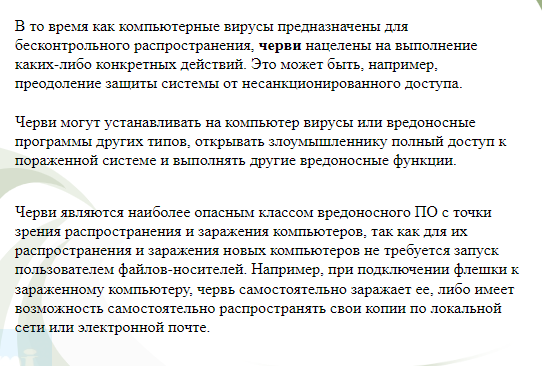 В то время как компьютерные вирусы предназначены для
бесконтрольного распространения, черви нацелены на выполнение
каких-либо конкретных действий. Это может быть, например,
преодоление защиты системы от несанкционированного доступа.
Черви могут устанавливать на компьютер вирусы или вредоносные
программы других типов, открывать злоумышленнику полный доступ к
пораженной системе и выполнять другие вредоносные функции.
Черви являются наиболее опасным классом вредоносного ПО с точки
зрения распространения и заражения компьютеров, так как для их
распространения и заражения новых компьютеров не требуется запуск
пользователем файлов-носителей. Например, при подключении флешки к
зараженному компьютеру, червь самостоятельно заражает ее, либо имеет
возможность самостоятельно распространять свои копии по локальной
сети или электронной почте.